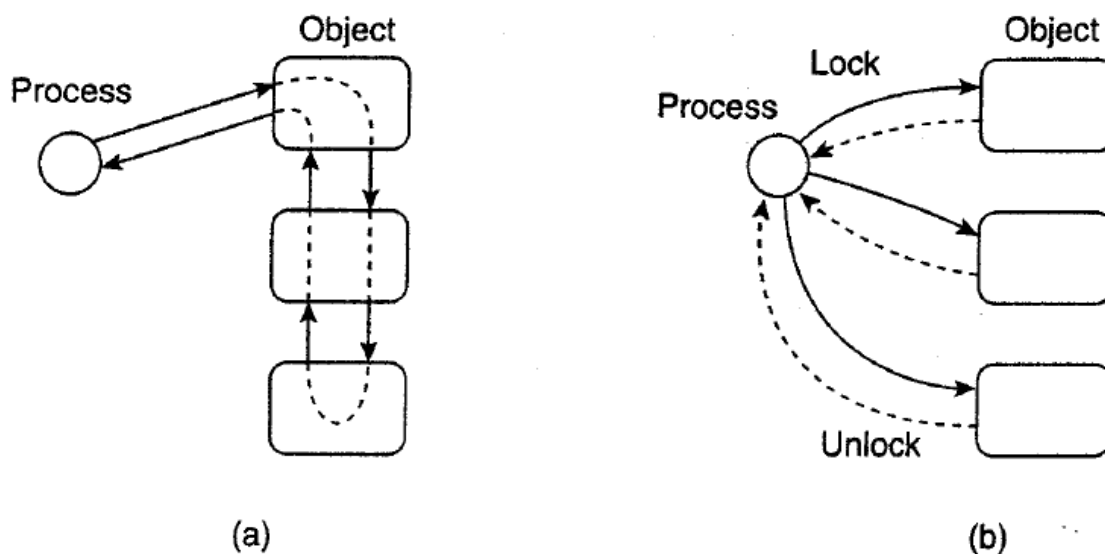 Object
Process
(a)
Object
Lock
Process
Unlock
(b)